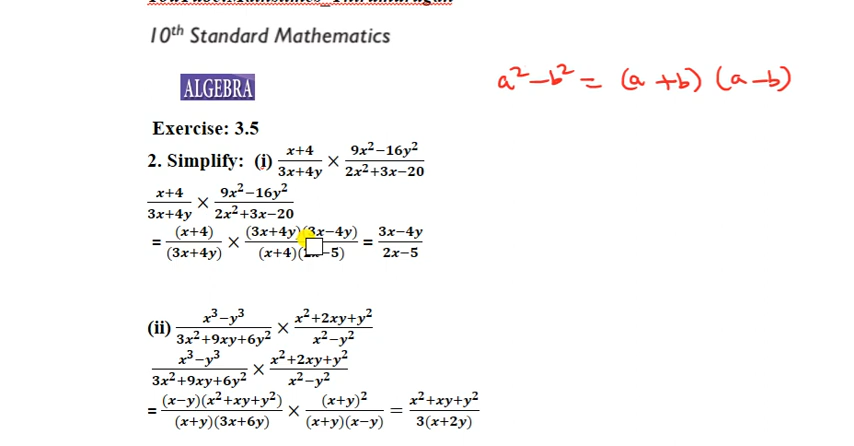 10th Standard Mathematics
a² – b² = (a + b) (a – b)
ALGEBRA
Exercise: 3.5
2. Simplify: (i) (x+4)/(3x+4y) × (9x²−16y²)/(2x²+3x−20)
(x+4)/(3x+4y) × (9x²−16y²)/(2x²+3x−20)
= (x+4)/(3x+4y) × (3x+4y)(3x−4y)/(x+4)( −5) = (3x−4y)/(2x−5)
(ii) (x³−y³)/(3x²+9xy+6y²) × (x²+2xy+y²)/(x²−y²)
(x³−y³)/(3x²+9xy+6y²) × (x²+2xy+y²)/(x²−y²)
= (x−y)(x²+xy+y²)/(x+y)(3x+6y) × (x+y)²/(x+y)(x−y) = (x²+xy+y²)/3(x+2y)